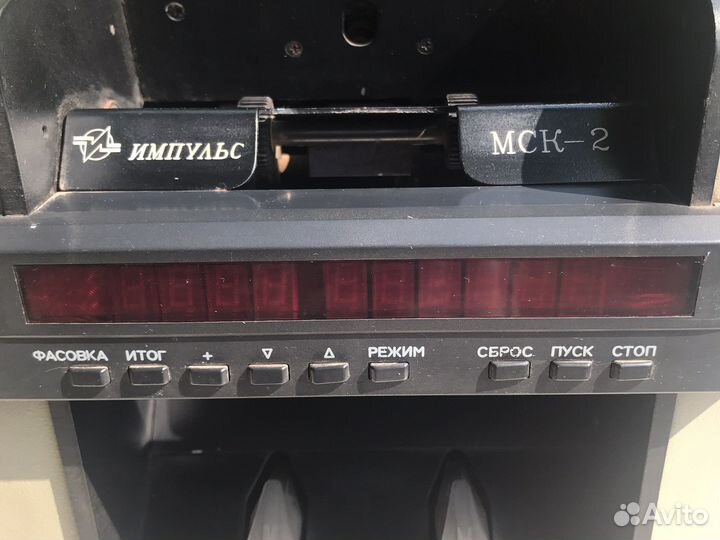 ИМПУЛЬС МСК-2
ФАСОВКА ИТОГ + ▽ △ РЕЖИМ СБРОС ПУСК СТОП
Avito